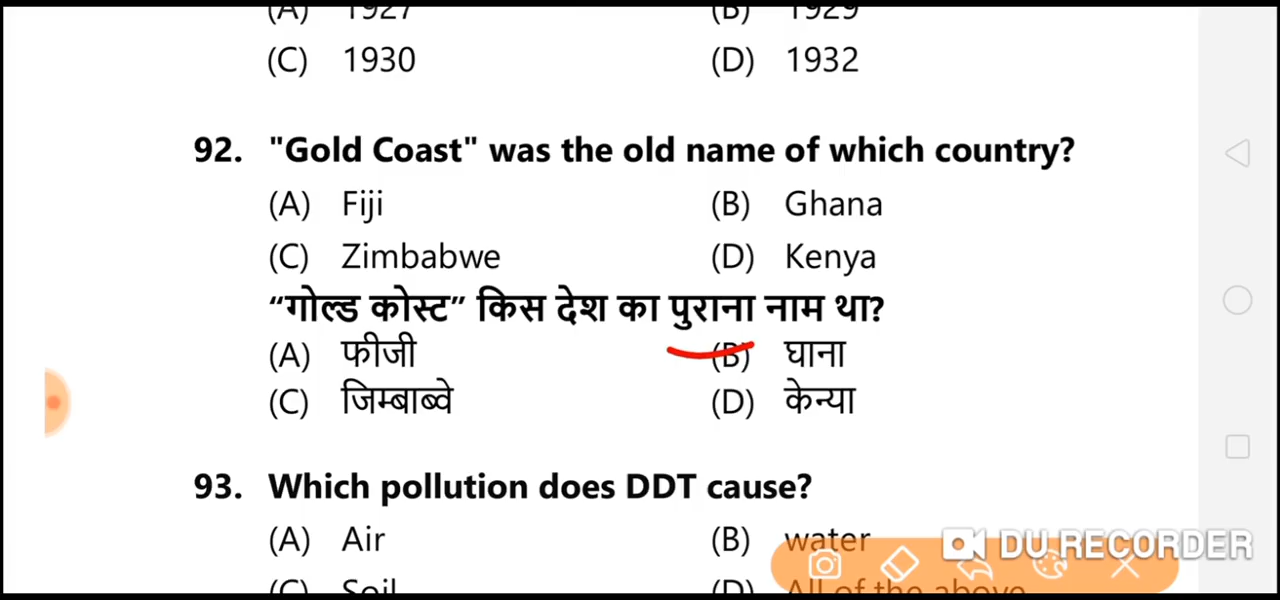 (A) 1927 (B) 1929
(C) 1930 (D) 1932
92. "Gold Coast" was the old name of which country?
(A) Fiji (B) Ghana
(C) Zimbabwe (D) Kenya
“गोल्ड कोस्ट” किस देश का पुराना नाम था?
(A) फीजी (B) घाना
(C) जिम्बाब्वे (D) केन्या
93. Which pollution does DDT cause?
(A) Air (B) water
DU RECORDER
(C) Soil (D) All of the above